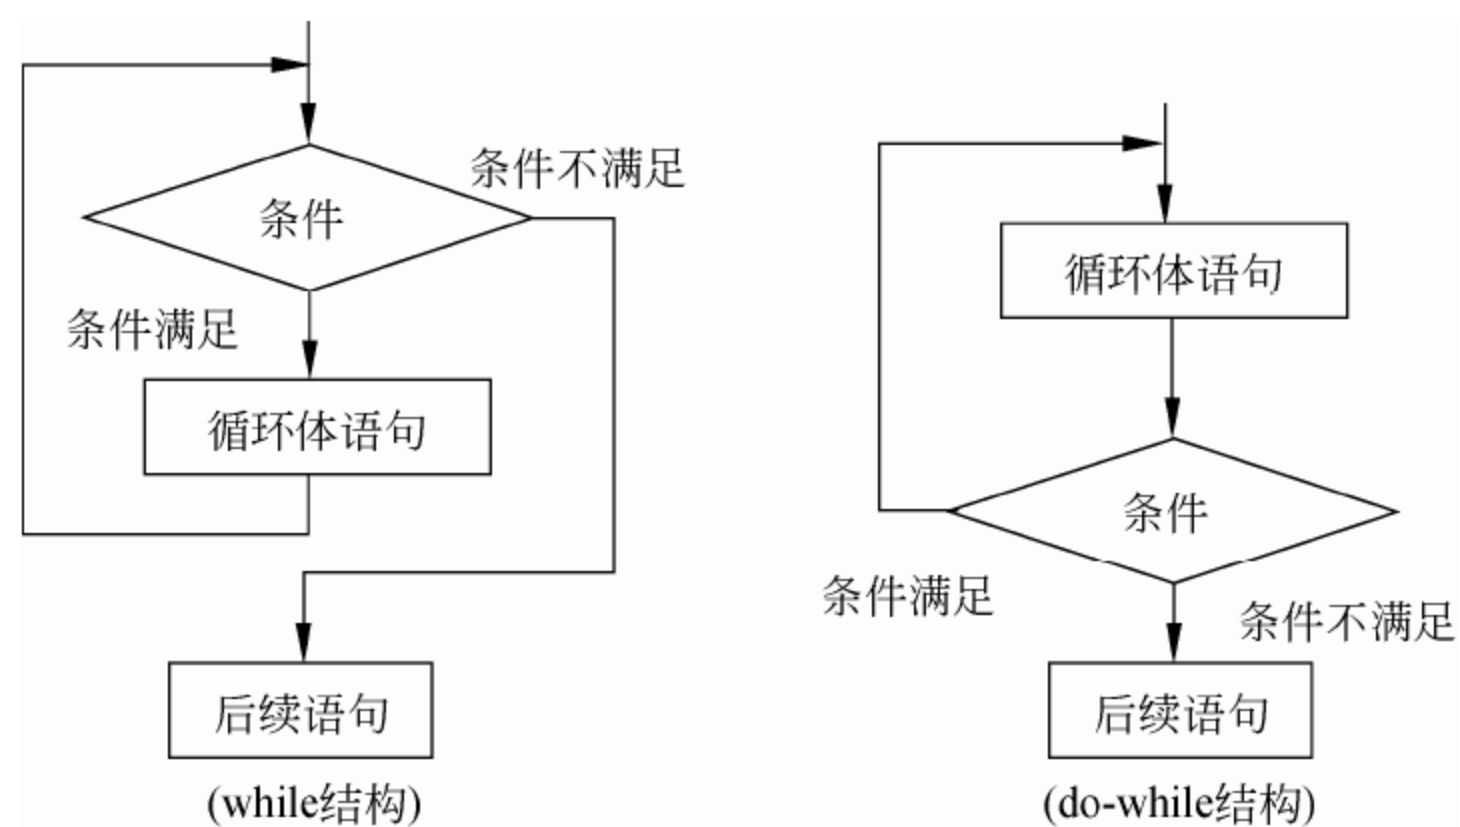 条件不满足
条件
条件满足
循环体语句
后续语句
(while结构)
循环体语句
条件
条件满足
条件不满足
后续语句
(do-while结构)